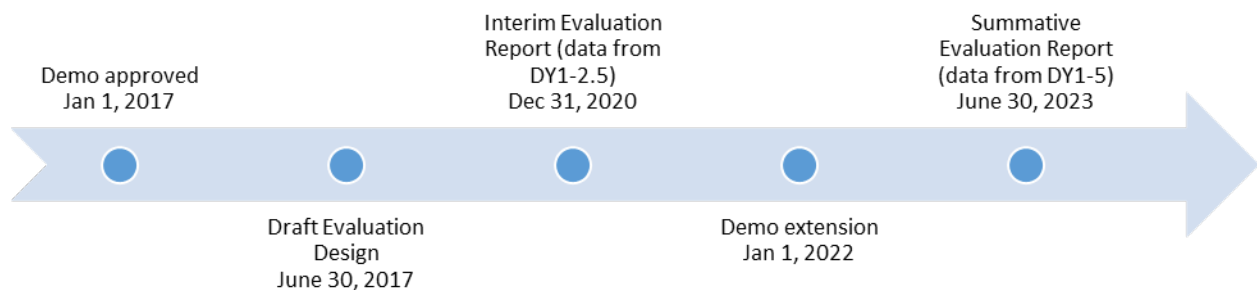 Demo approved
Jan 1, 2017
Draft Evaluation
Design
June 30, 2017
Interim Evaluation
Report (data from
DY1-2.5)
Dec 31, 2020
Demo extension
Jan 1, 2022
Summative
Evaluation Report
(data from DY1-5)
June 30, 2023